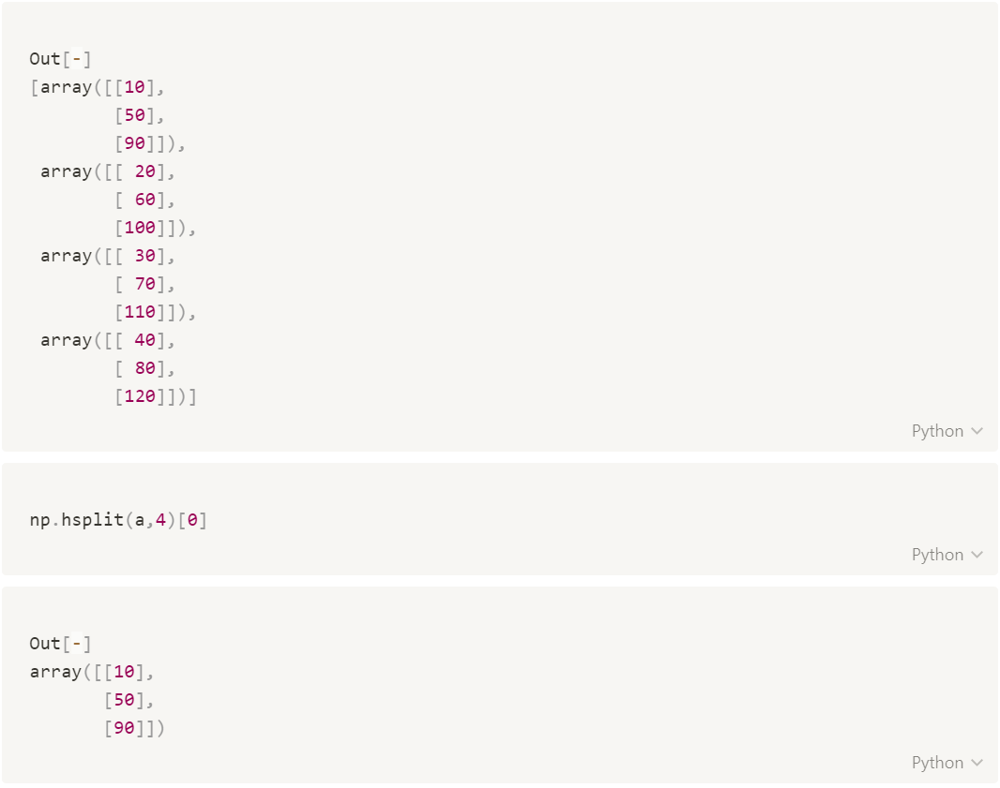 Out[-]
[array([[10],
        [50],
        [90]]),
 array([[ 20],
        [ 60],
        [100]]),
 array([[ 30],
        [ 70],
        [110]]),
 array([[ 40],
        [ 80],
        [120]])]
Python
np.hsplit(a,4)[0]
Python
Out[-]
array([[10],
       [50],
       [90]])
Python